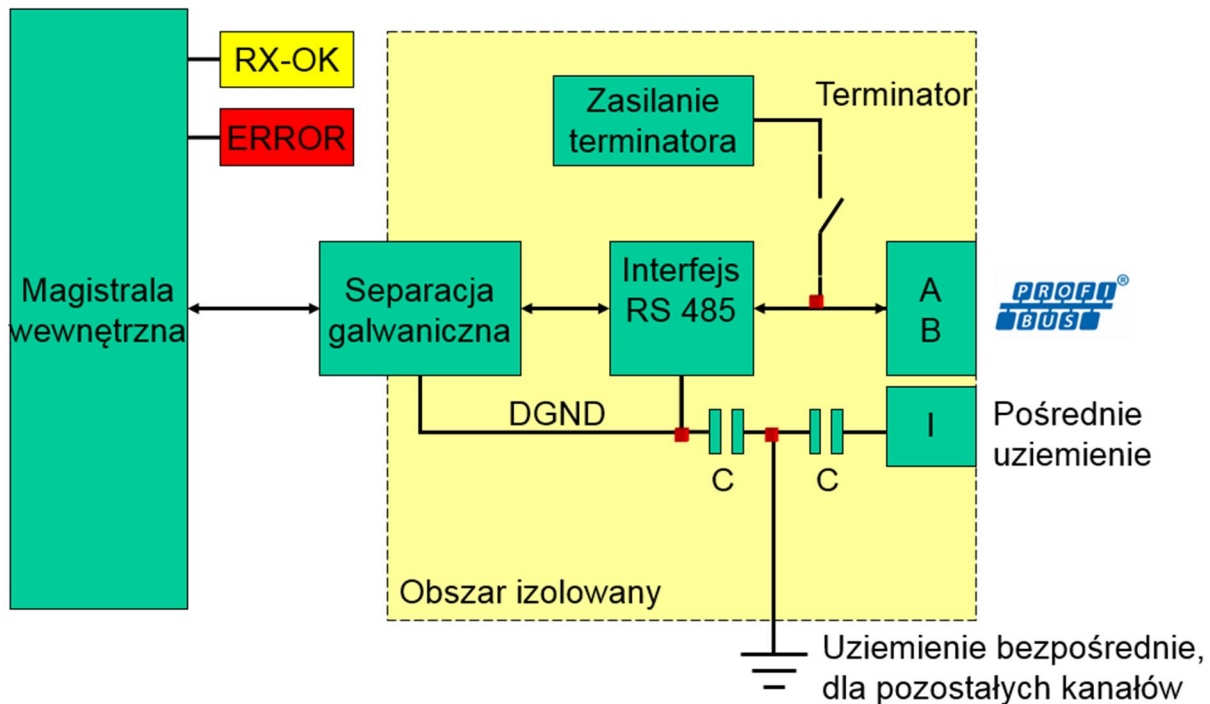 RX-OK
ERROR
Magistrala
wewnętrzna
Zasilanie
terminatora
Terminator
Separacja
galwaniczna
Interfejs
RS 485
A
B
PROFI
BUS
®
DGND
C
C
I
Pośrednie
uziemienie
Obszar izolowany
Uziemienie bezpośrednie,
dla pozostałych kanałów